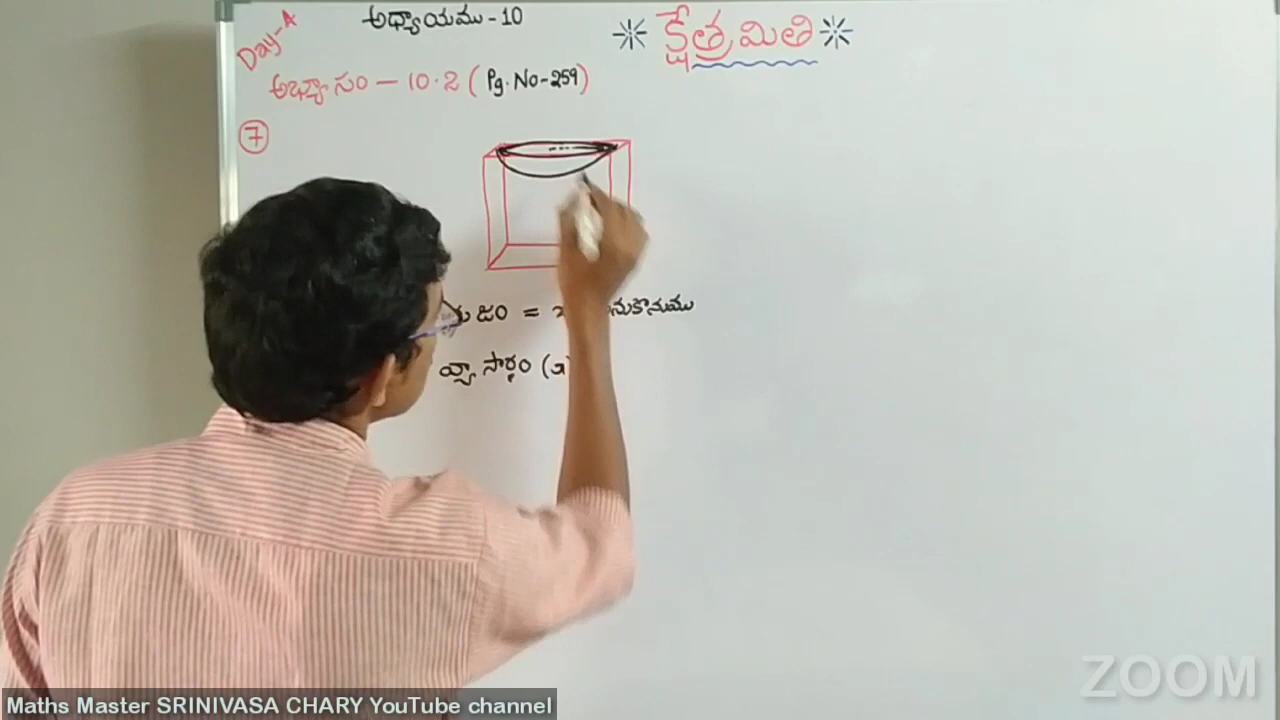 Day-4
అధ్యాయము - 10
* క్షేత్రమితి *
అభ్యాసం - 10.2 ( Pg. No - 259)
7
భుజం = అనుకొనుము
వ్యాసార్థం (r)
Maths Master SRINIVASA CHARY YouTube channel
ZOOM